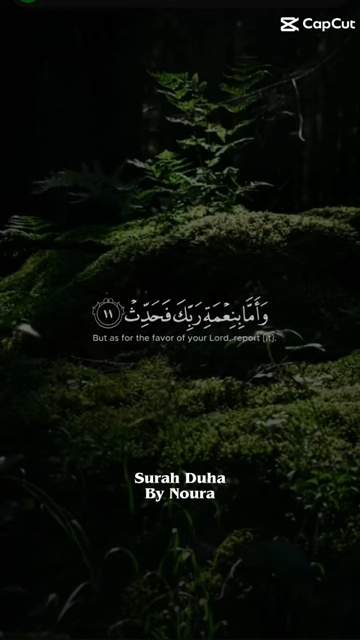 CapCut
وَأَمَّا بِنِعْمَةِ رَبِّكَ فَحَدِّثْ ١١
But as for the favor of your Lord, report [it].
Surah Duha
By Noura